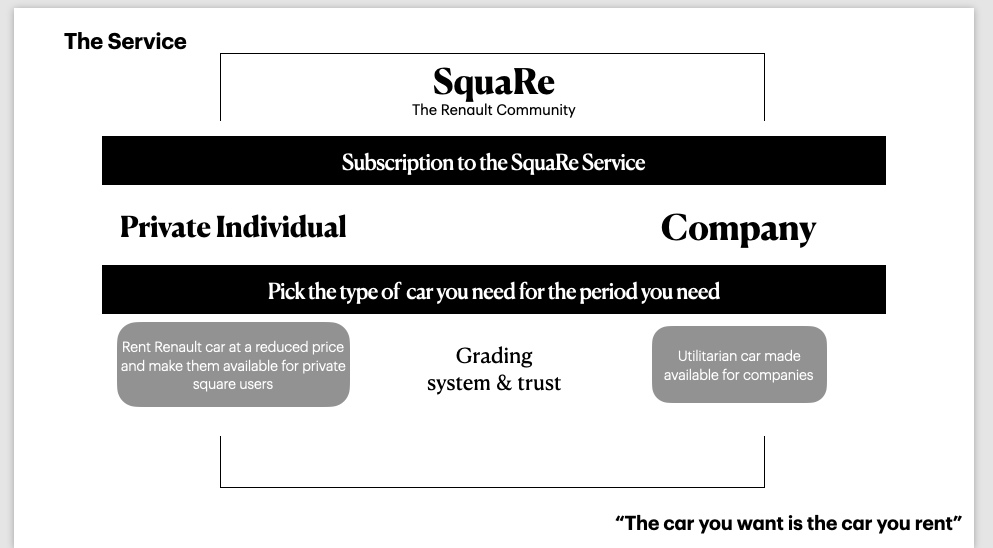 The Service
SquaRe
The Renault Community
Subscription to the SquaRe Service
Private Individual
Company
Pick the type of car you need for the period you need
Rent Renault car at a reduced price
and make them available for private
square users
Grading
system & trust
Utilitarian car made
available for companies
“The car you want is the car you rent”